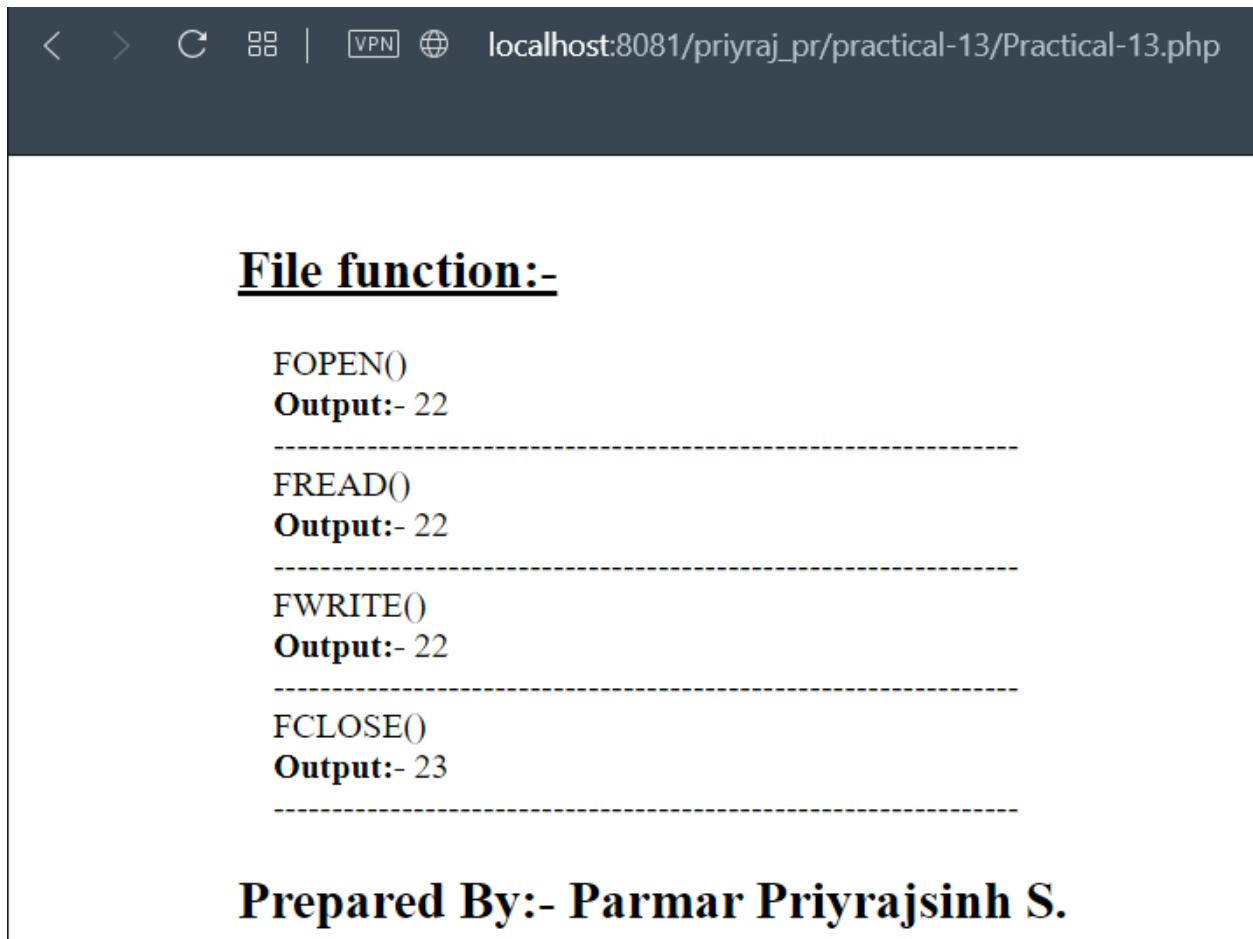 VPN localhost:8081/priyraj_pr/practical-13/Practical-13.php
File function:-
FOPEN()
Output:- 22
----------------------------------------------------------------
FREAD()
Output:- 22
----------------------------------------------------------------
FWRITE()
Output:- 22
----------------------------------------------------------------
FCLOSE()
Output:- 23
----------------------------------------------------------------
Prepared By:- Parmar Priyrajsinh S.